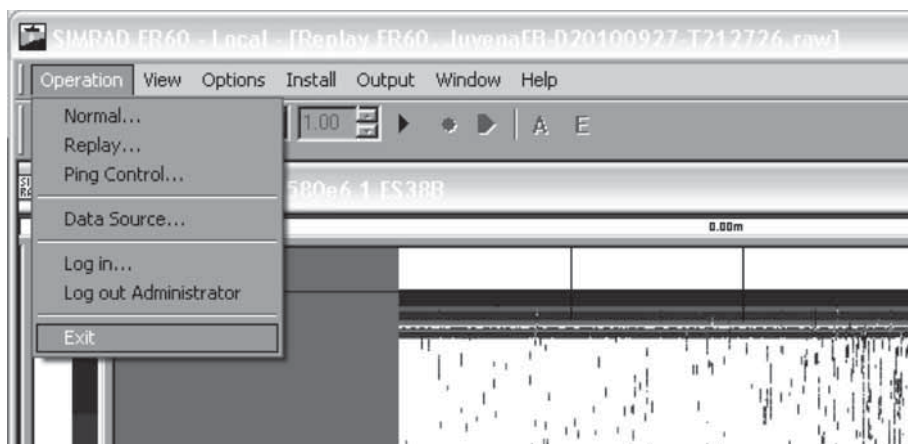 SIMRAD ER60 - Local - [Replay ER60. JuvenaEB-D20100927-T212726.raw]
Operation View Options Install Output Window Help
Normal...
1.00
A E
Replay...
Ping Control...
580e6 1 ES38B
Data Source...
0.00m
Log in...
Log out Administrator
Exit